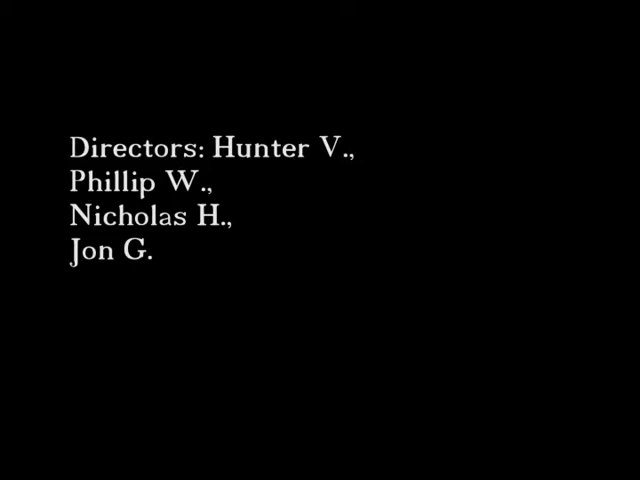 Directors: Hunter V.,
Phillip W.,
Nicholas H.,
Jon G.